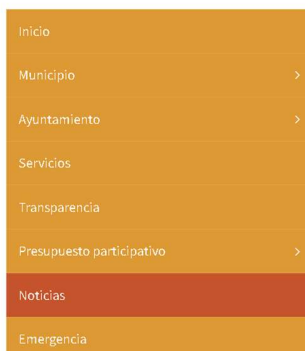 Inicio
Municipio
Ayuntamiento
Servicios
Transparencia
Presupuesto participativo
Noticias
Emergencia